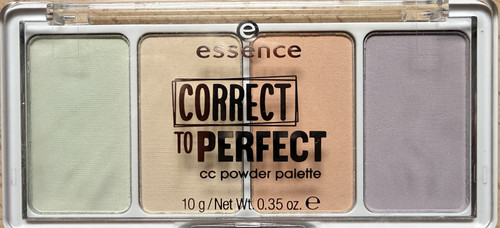 e
essence
CORRECT
TO PERFECT
cc powder palette
10 g / Net Wt. 0.35 oz. ℮